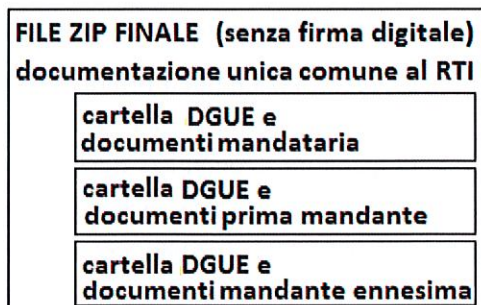 FILE ZIP FINALE (senza firma digitale)
documentazione unica comune al RTI
cartella DGUE e
documenti mandataria
cartella DGUE e
documenti prima mandante
cartella DGUE e
documenti mandante ennesima